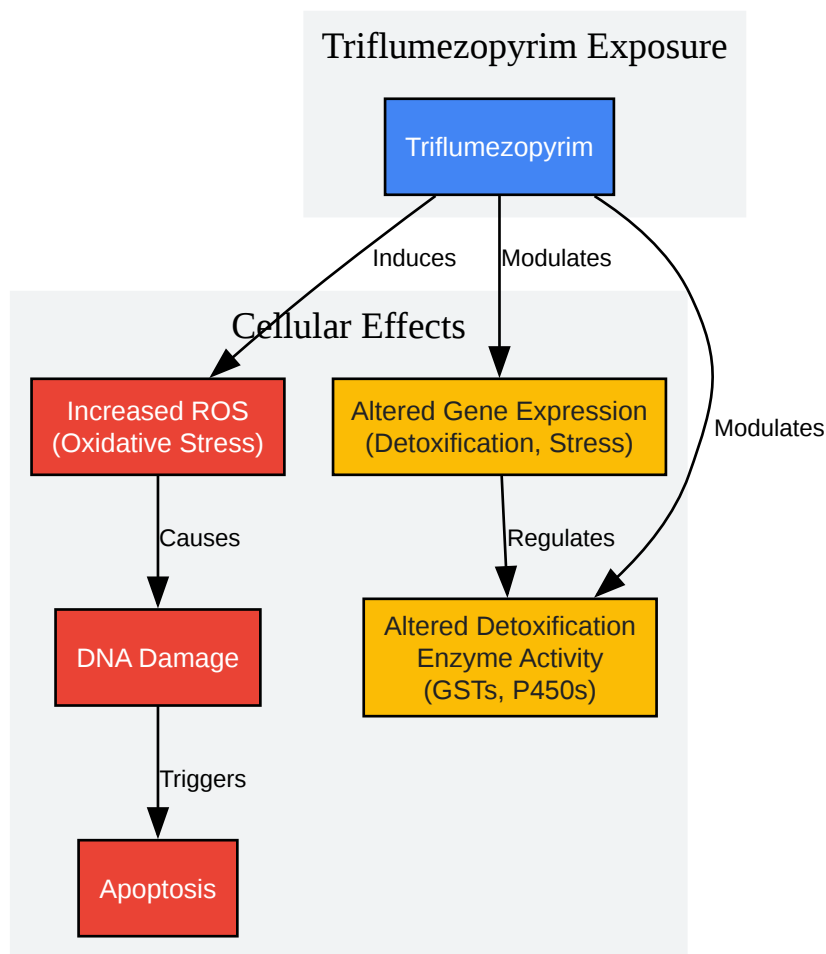 Triflumezopyrim Exposure
Triflumezopyrim
Induces
Modulates
Cellular Effects
Increased ROS
(Oxidative Stress)
Altered Gene Expression
(Detoxification, Stress)
Modulates
Causes
Regulates
DNA Damage
Altered Detoxification
Enzyme Activity
(GSTs, P450s)
Triggers
Apoptosis